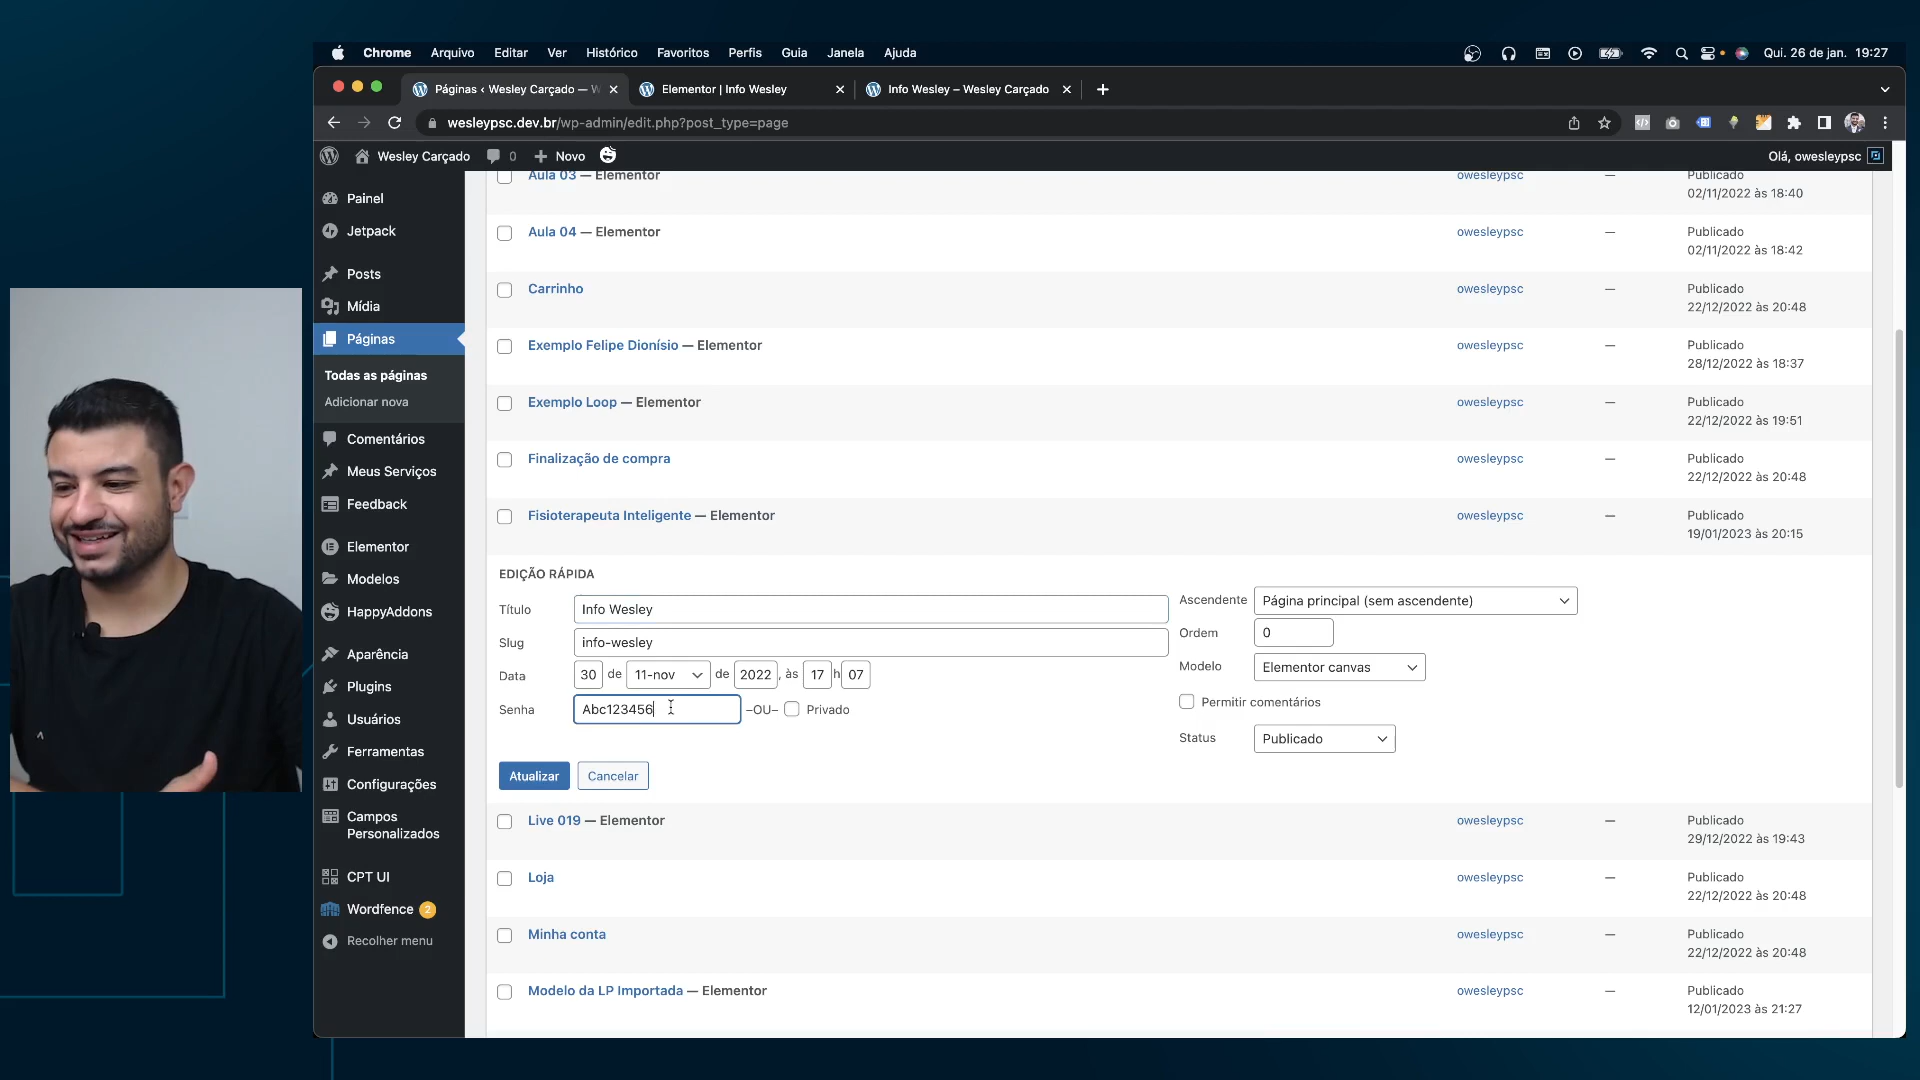 Chrome Arquivo Editar Ver Histórico Favoritos Perfis Guia Janela Ajuda
Qui. 26 de jan. 19:27
Páginas ‹ Wesley Carçado — W
Elementor | Info Wesley
Info Wesley – Wesley Carçado
wesleypsc.dev.br/wp-admin/edit.php?post_type=page
Wesley Carçado 0 Novo
Olá, owesleypsc
Painel
Jetpack
Posts
Mídia
Páginas
Todas as páginas
Adicionar nova
Comentários
Meus Serviços
Feedback
Elementor
Modelos
HappyAddons
Aparência
Plugins
Usuários
Ferramentas
Configurações
Campos
Personalizados
CPT UI
Wordfence 2
Recolher menu
Aula 03 — Elementor owesleypsc — Publicado
02/11/2022 às 18:40
Aula 04 — Elementor owesleypsc — Publicado
02/11/2022 às 18:42
Carrinho owesleypsc — Publicado
22/12/2022 às 20:48
Exemplo Felipe Dionísio — Elementor owesleypsc — Publicado
28/12/2022 às 18:37
Exemplo Loop — Elementor owesleypsc — Publicado
22/12/2022 às 19:51
Finalização de compra owesleypsc — Publicado
22/12/2022 às 20:48
Fisioterapeuta Inteligente — Elementor owesleypsc — Publicado
19/01/2023 às 20:15
EDIÇÃO RÁPIDA
Título Info Wesley
Slug info-wesley
Data 30 de 11-nov de 2022 , às 17 h 07
Senha Abc123456 –OU– Privado
Ascendente Página principal (sem ascendente)
Ordem 0
Modelo Elementor canvas
Permitir comentários
Status Publicado
Atualizar Cancelar
Live 019 — Elementor owesleypsc — Publicado
29/12/2022 às 19:43
Loja owesleypsc — Publicado
22/12/2022 às 20:48
Minha conta owesleypsc — Publicado
22/12/2022 às 20:48
Modelo da LP Importada — Elementor owesleypsc — Publicado
12/01/2023 às 21:27